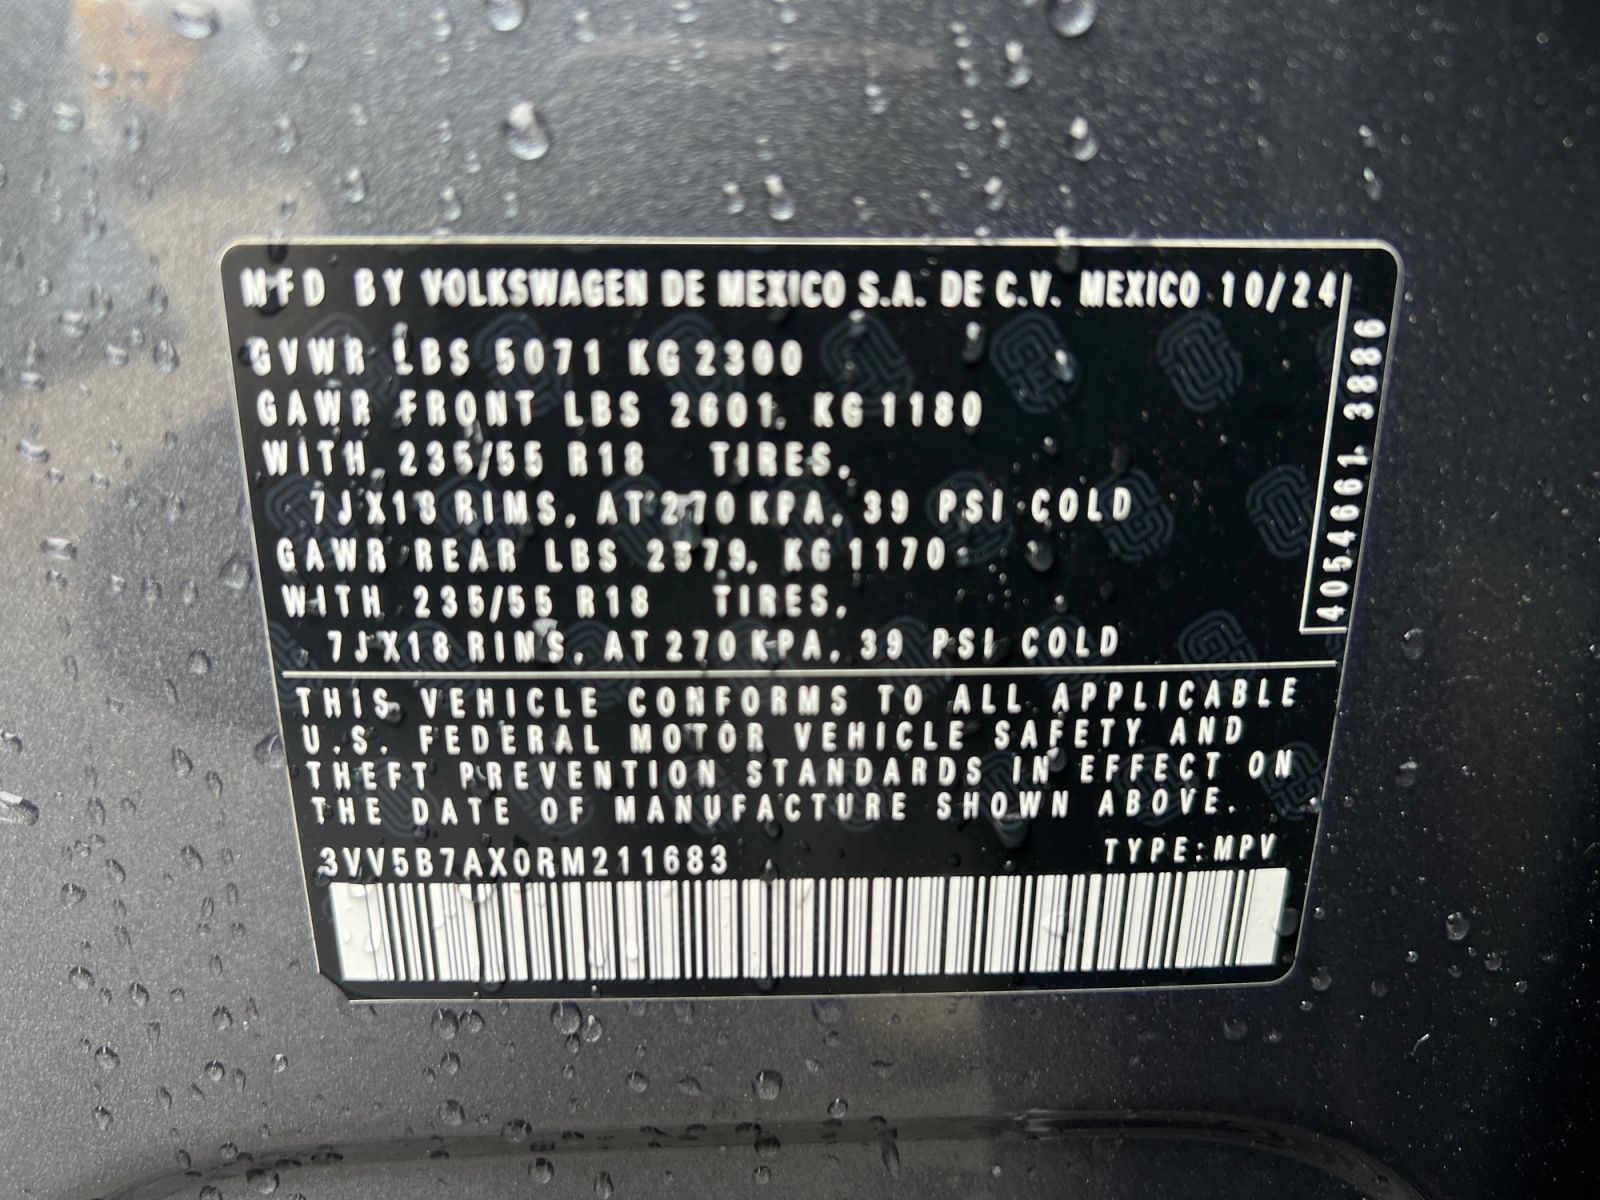 MFD BY VOLKSWAGEN DE MEXICO S.A. DE C.V. MEXICO 10/24
GVWR LBS 5071 KG 2300
GAWR FRONT LBS 2601, KG 1180
WITH 235/55 R18 TIRES,
7JX18 RIMS, AT 270 KPA, 39 PSI COLD
GAWR REAR LBS 2579, KG 1170
WITH 235/55 R18 TIRES,
7JX18 RIMS, AT 270 KPA, 39 PSI COLD
4054661 3886
THIS VEHICLE CONFORMS TO ALL APPLICABLE
U.S. FEDERAL MOTOR VEHICLE SAFETY AND
THEFT PREVENTION STANDARDS IN EFFECT ON
THE DATE OF MANUFACTURE SHOWN ABOVE.
3VV5B7AX0RM211683 TYPE:MPV